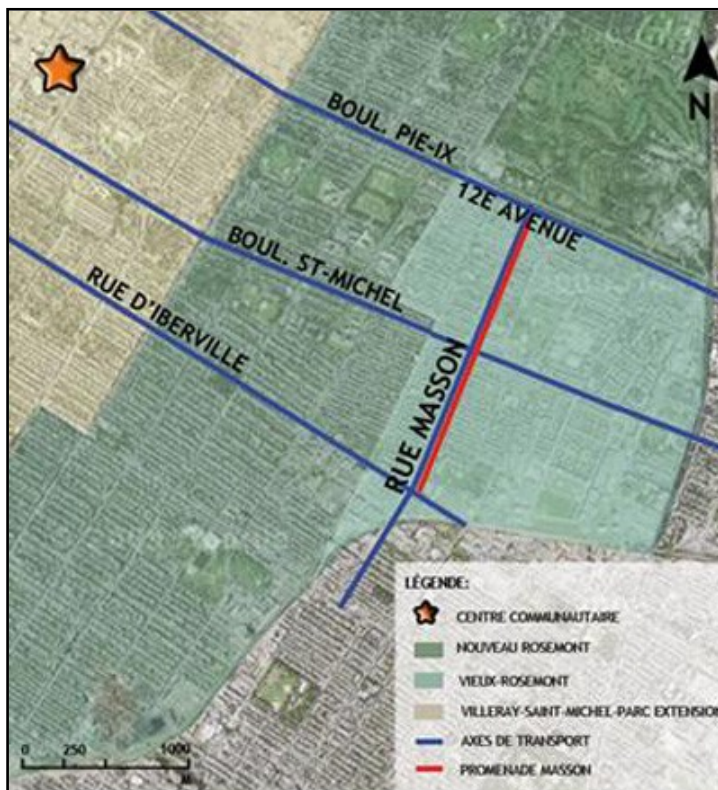 N
BOUL. PIE-IX
12E AVENUE
BOUL. ST-MICHEL
RUE D'IBERVILLE
RUE MASSON
LÉGENDE:
CENTRE COMMUNAUTAIRE
NOUVEAU ROSEMONT
VIEUX-ROSEMONT
VILLERAY-SAINT-MICHEL-PARC EXTENSION
AXES DE TRANSPORT
PROMENADE MASSON
0 250 1000
M